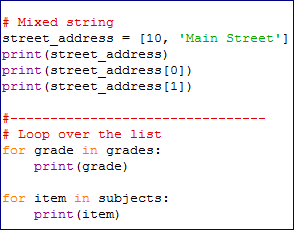 # Mixed string
street_address = [10, 'Main Street']
print(street_address)
print(street_address[0])
print(street_address[1])
#--------------------------------
# Loop over the list
for grade in grades:
    print(grade)
for item in subjects:
    print(item)